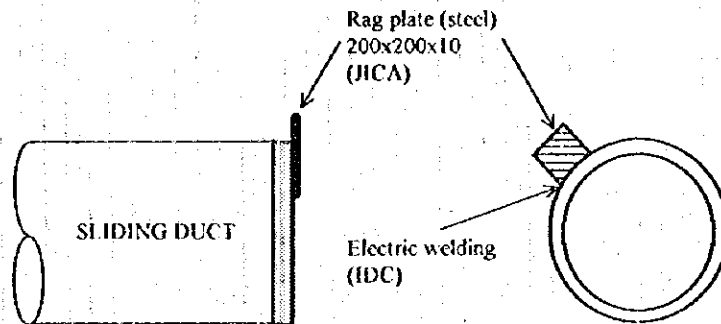 Rag plate (steel)
200x200x10
(JICA)
SLIDING DUCT
Electric welding
(IDC)